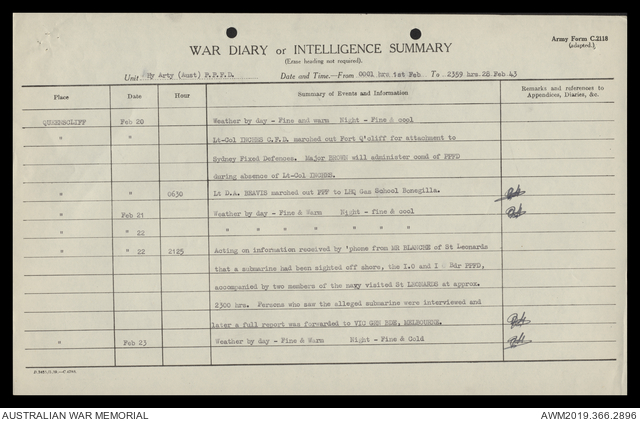 Army Form C.2118
(adapted.)
WAR DIARY or INTELLIGENCE SUMMARY
(Erase heading not required).
Unit Hy Arty (Aust) P.P.F.D. Date and Time.—From 0001 hrs 1st Feb To 2359 hrs. 28 Feb 43
Place Date Hour Summary of Events and Information Remarks and references to Appendices, Diaries, &c.
QUEENSCLIFF Feb 20 Weather by day - Fine and warm Night - Fine & cool
" " Lt-Col INCHES C.F.D. marched out Fort Q'cliff for attachment to
Sydney Fixed Defences. Major BROWN will administer comd of PPFD
during absence of Lt-Col INCHES.
" " 0630 Lt D.A. BEAVIS marched out PPF to LHQ Gas School Bonegilla.
" Feb 21 Weather by day - Fine & Warm Night - fine & cool
" " 22 " " " " " " "
" " 22 2125 Acting on information received by 'phone from MR BLANCHE of St Leonards
that a submarine had been sighted off shore, the I.O and I Bdr PPFD,
accompanied by two members of the navy visited St LEONARDS at approx.
2300 hrs. Persons who saw the alleged submarine were interviewed and
later a full report was forwarded to VIC GEN BDE, MELBOURNE.
" Feb 23 Weather by day - Fine & Warm Night - Fine & Cold
AUSTRALIAN WAR MEMORIAL AWM2019.366.2896